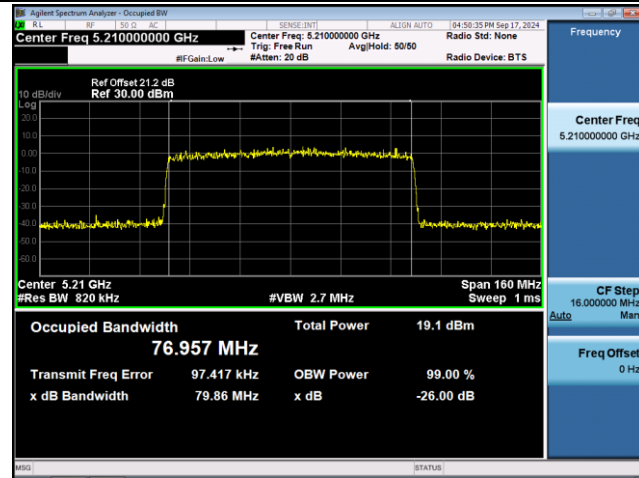 Agilent Spectrum Analyzer - Occupied BW
RL RF 50 Ω AC SENSE:INT ALIGN AUTO 04:50:35 PM Sep 17, 2024
Center Freq 5.210000000 GHz Center Freq: 5.210000000 GHz Radio Std: None
Trig: Free Run Avg|Hold: 50/50
#IFGain:Low #Atten: 20 dB Radio Device: BTS
Ref Offset 21.2 dB
10 dB/div Ref 30.00 dBm
Log
20.0
10.0
0.00
-10.0
-20.0
-30.0
-40.0
-50.0
-60.0
Center 5.21 GHz Span 160 MHz
#Res BW 820 kHz #VBW 2.7 MHz Sweep 1 ms
Occupied Bandwidth Total Power 19.1 dBm
76.957 MHz
Transmit Freq Error 97.417 kHz OBW Power 99.00 %
x dB Bandwidth 79.86 MHz x dB -26.00 dB
MSG STATUS
Frequency
Center Freq
5.210000000 GHz
CF Step
16.000000 MHz
Auto Man
Freq Offset
0 Hz